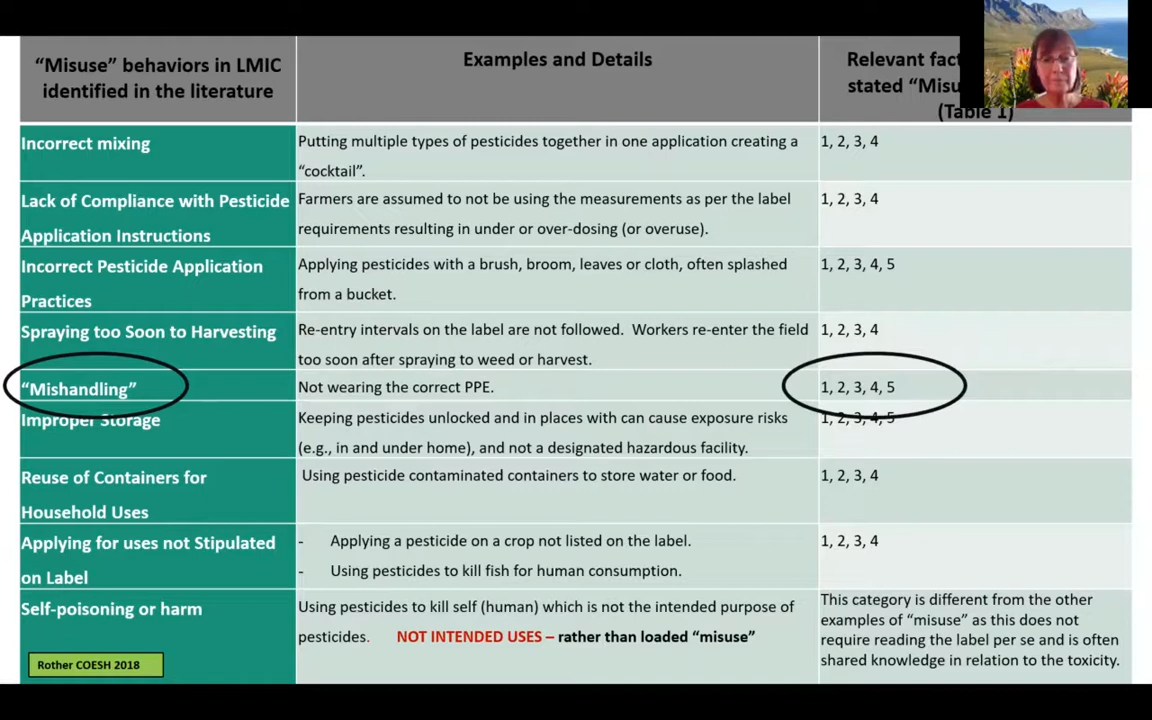 "Misuse" behaviors in LMIC
identified in the literature
Examples and Details
Relevant
stated
(Table 1)
Incorrect mixing
Putting multiple types of pesticides together in one application creating a
"cocktail".
1, 2, 3, 4
Lack of Compliance with Pesticide
Application Instructions
Farmers are assumed to not be using the measurements as per the label
requirements resulting in under or over-dosing (or overuse).
1, 2, 3, 4
Incorrect Pesticide Application
Practices
Applying pesticides with a brush, broom, leaves or cloth, often splashed
from a bucket.
1, 2, 3, 4, 5
Spraying too Soon to Harvesting
Re-entry intervals on the label are not followed. Workers re-enter the field
too soon after spraying to weed or harvest.
1, 2, 3, 4
"Mishandling"
Not wearing the correct PPE.
1, 2, 3, 4, 5
Improper Storage
Keeping pesticides unlocked and in places with can cause exposure risks
(e.g., in and under home), and not a designated hazardous facility.
1, 2, 3, 4, 5
Reuse of Containers for
Household Uses
Using pesticide contaminated containers to store water or food.
1, 2, 3, 4
Applying for uses not Stipulated
on Label
- Applying a pesticide on a crop not listed on the label.
- Using pesticides to kill fish for human consumption.
1, 2, 3, 4
Self-poisoning or harm
Using pesticides to kill self (human) which is not the intended purpose of
pesticides. NOT INTENDED USES – rather than loaded "misuse"
This category is different from the other
examples of "misuse" as this does not
require reading the label per se and is often
shared knowledge in relation to the toxicity.
Rother COESH 2018